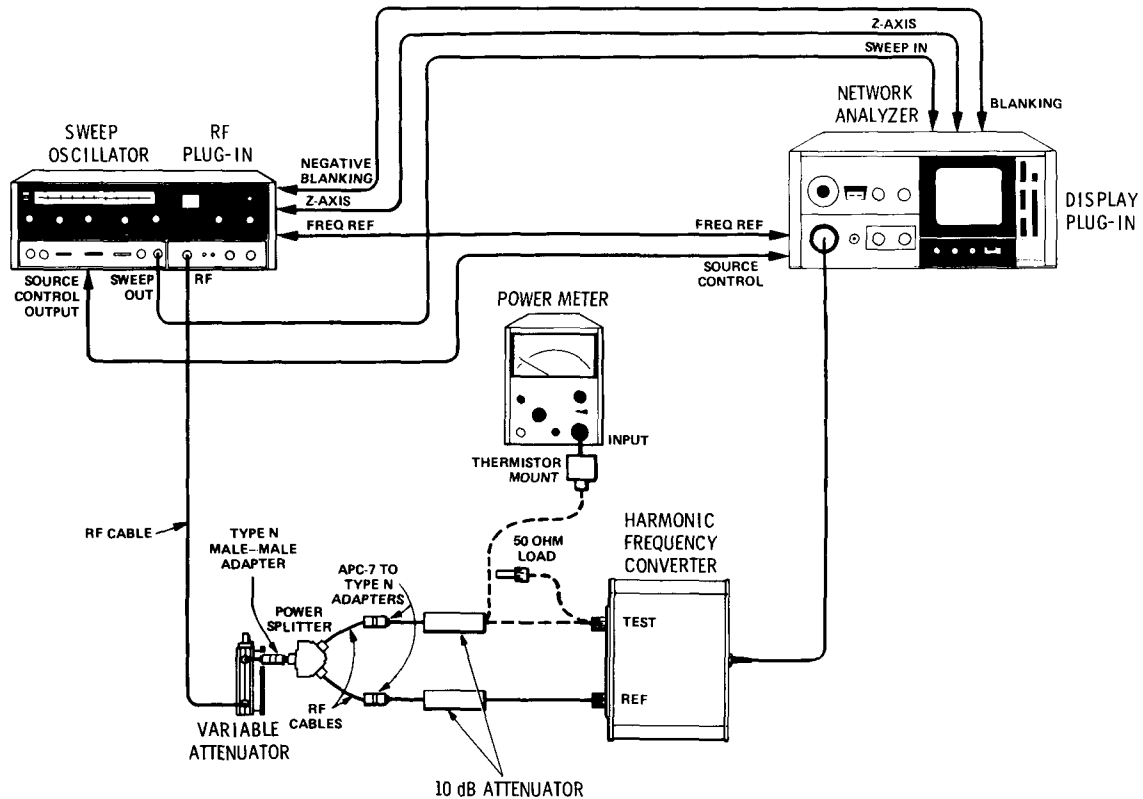 Z-AXIS
SWEEP IN
NETWORK
ANALYZER
BLANKING
SWEEP
OSCILLATOR
RF
PLUG-IN
NEGATIVE
BLANKING
Z-AXIS
FREQ REF
FREQ REF
DISPLAY
PLUG-IN
SOURCE
CONTROL
OUTPUT
SWEEP
OUT
RF
SOURCE
CONTROL
POWER METER
INPUT
THERMISTOR
MOUNT
RF CABLE
TYPE N
MALE-MALE
ADAPTER
50 OHM
LOAD
HARMONIC
FREQUENCY
CONVERTER
APC-7 TO
TYPE N
ADAPTERS
POWER
SPLITTER
TEST
REF
RF
CABLES
VARIABLE
ATTENUATOR
10 dB ATTENUATOR